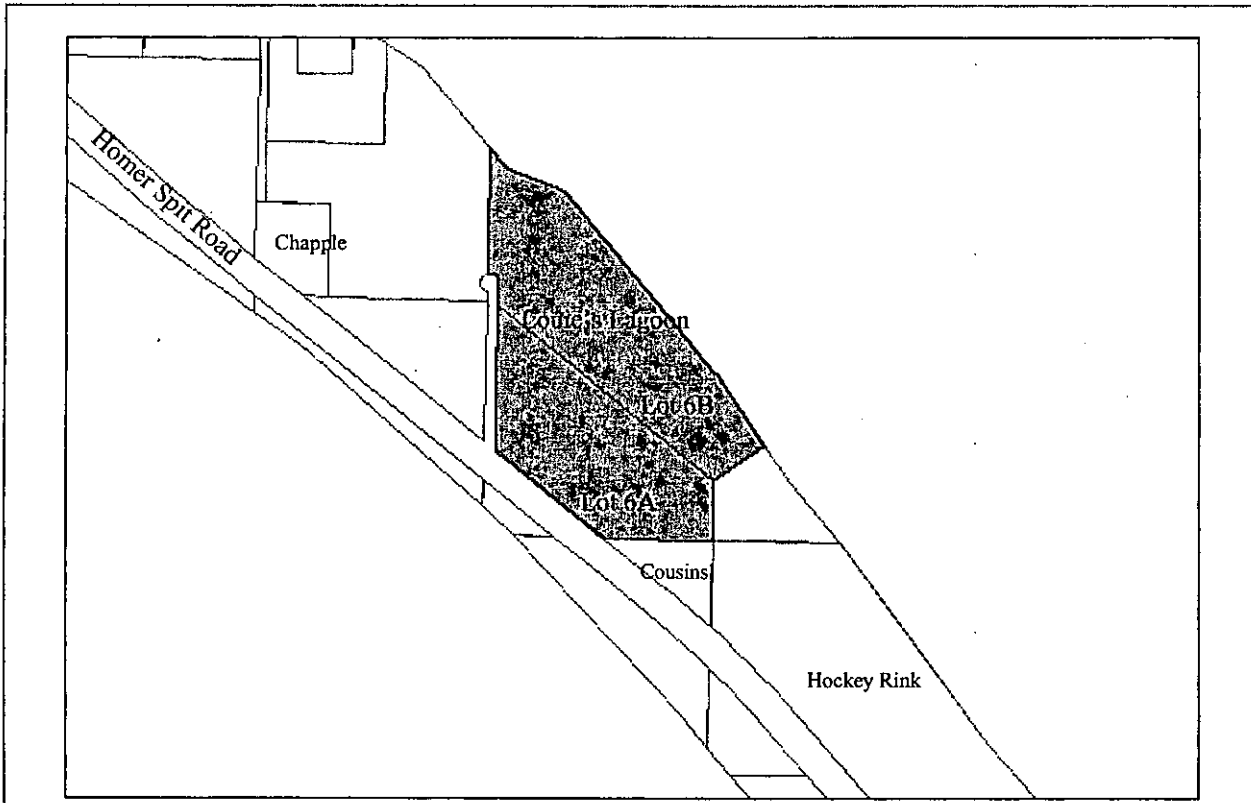 Homer Spit Road
Chapple
Louie's Lagoon
Lot 6B
Lot 6A
Cousins
Hockey Rink